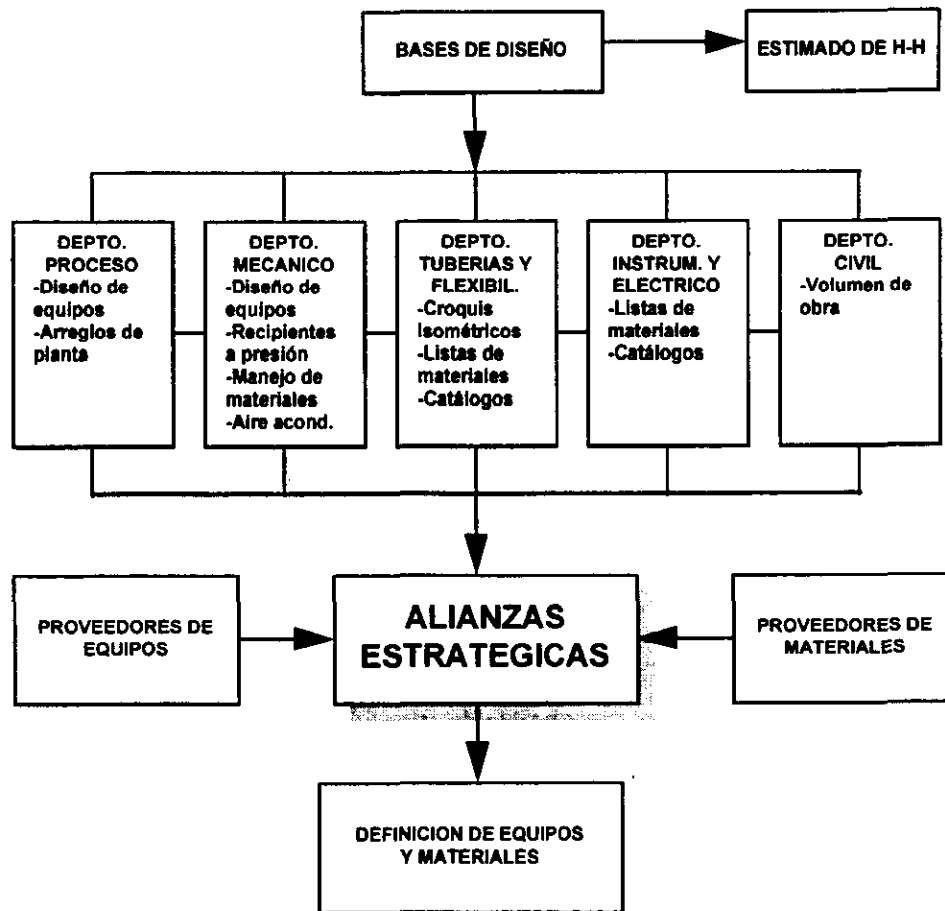 BASES DE DISEÑO
ESTIMADO DE H-H
DEPTO.
PROCESO
-Diseño de
equipos
-Arreglos de
planta
DEPTO.
MECANICO
-Diseño de
equipos
-Recipientes
a presión
-Manejo de
materiales
-Aire acond.
DEPTO.
TUBERIAS Y
FLEXIBIL.
-Croquis
Isométricos
-Listas de
materiales
-Catálogos
DEPTO.
INSTRUM. Y
ELECTRICO
-Listas de
materiales
-Catálogos
DEPTO.
CIVIL
-Volumen de
obra
PROVEEDORES DE
EQUIPOS
ALIANZAS
ESTRATEGICAS
PROVEEDORES DE
MATERIALES
DEFINICION DE EQUIPOS
Y MATERIALES